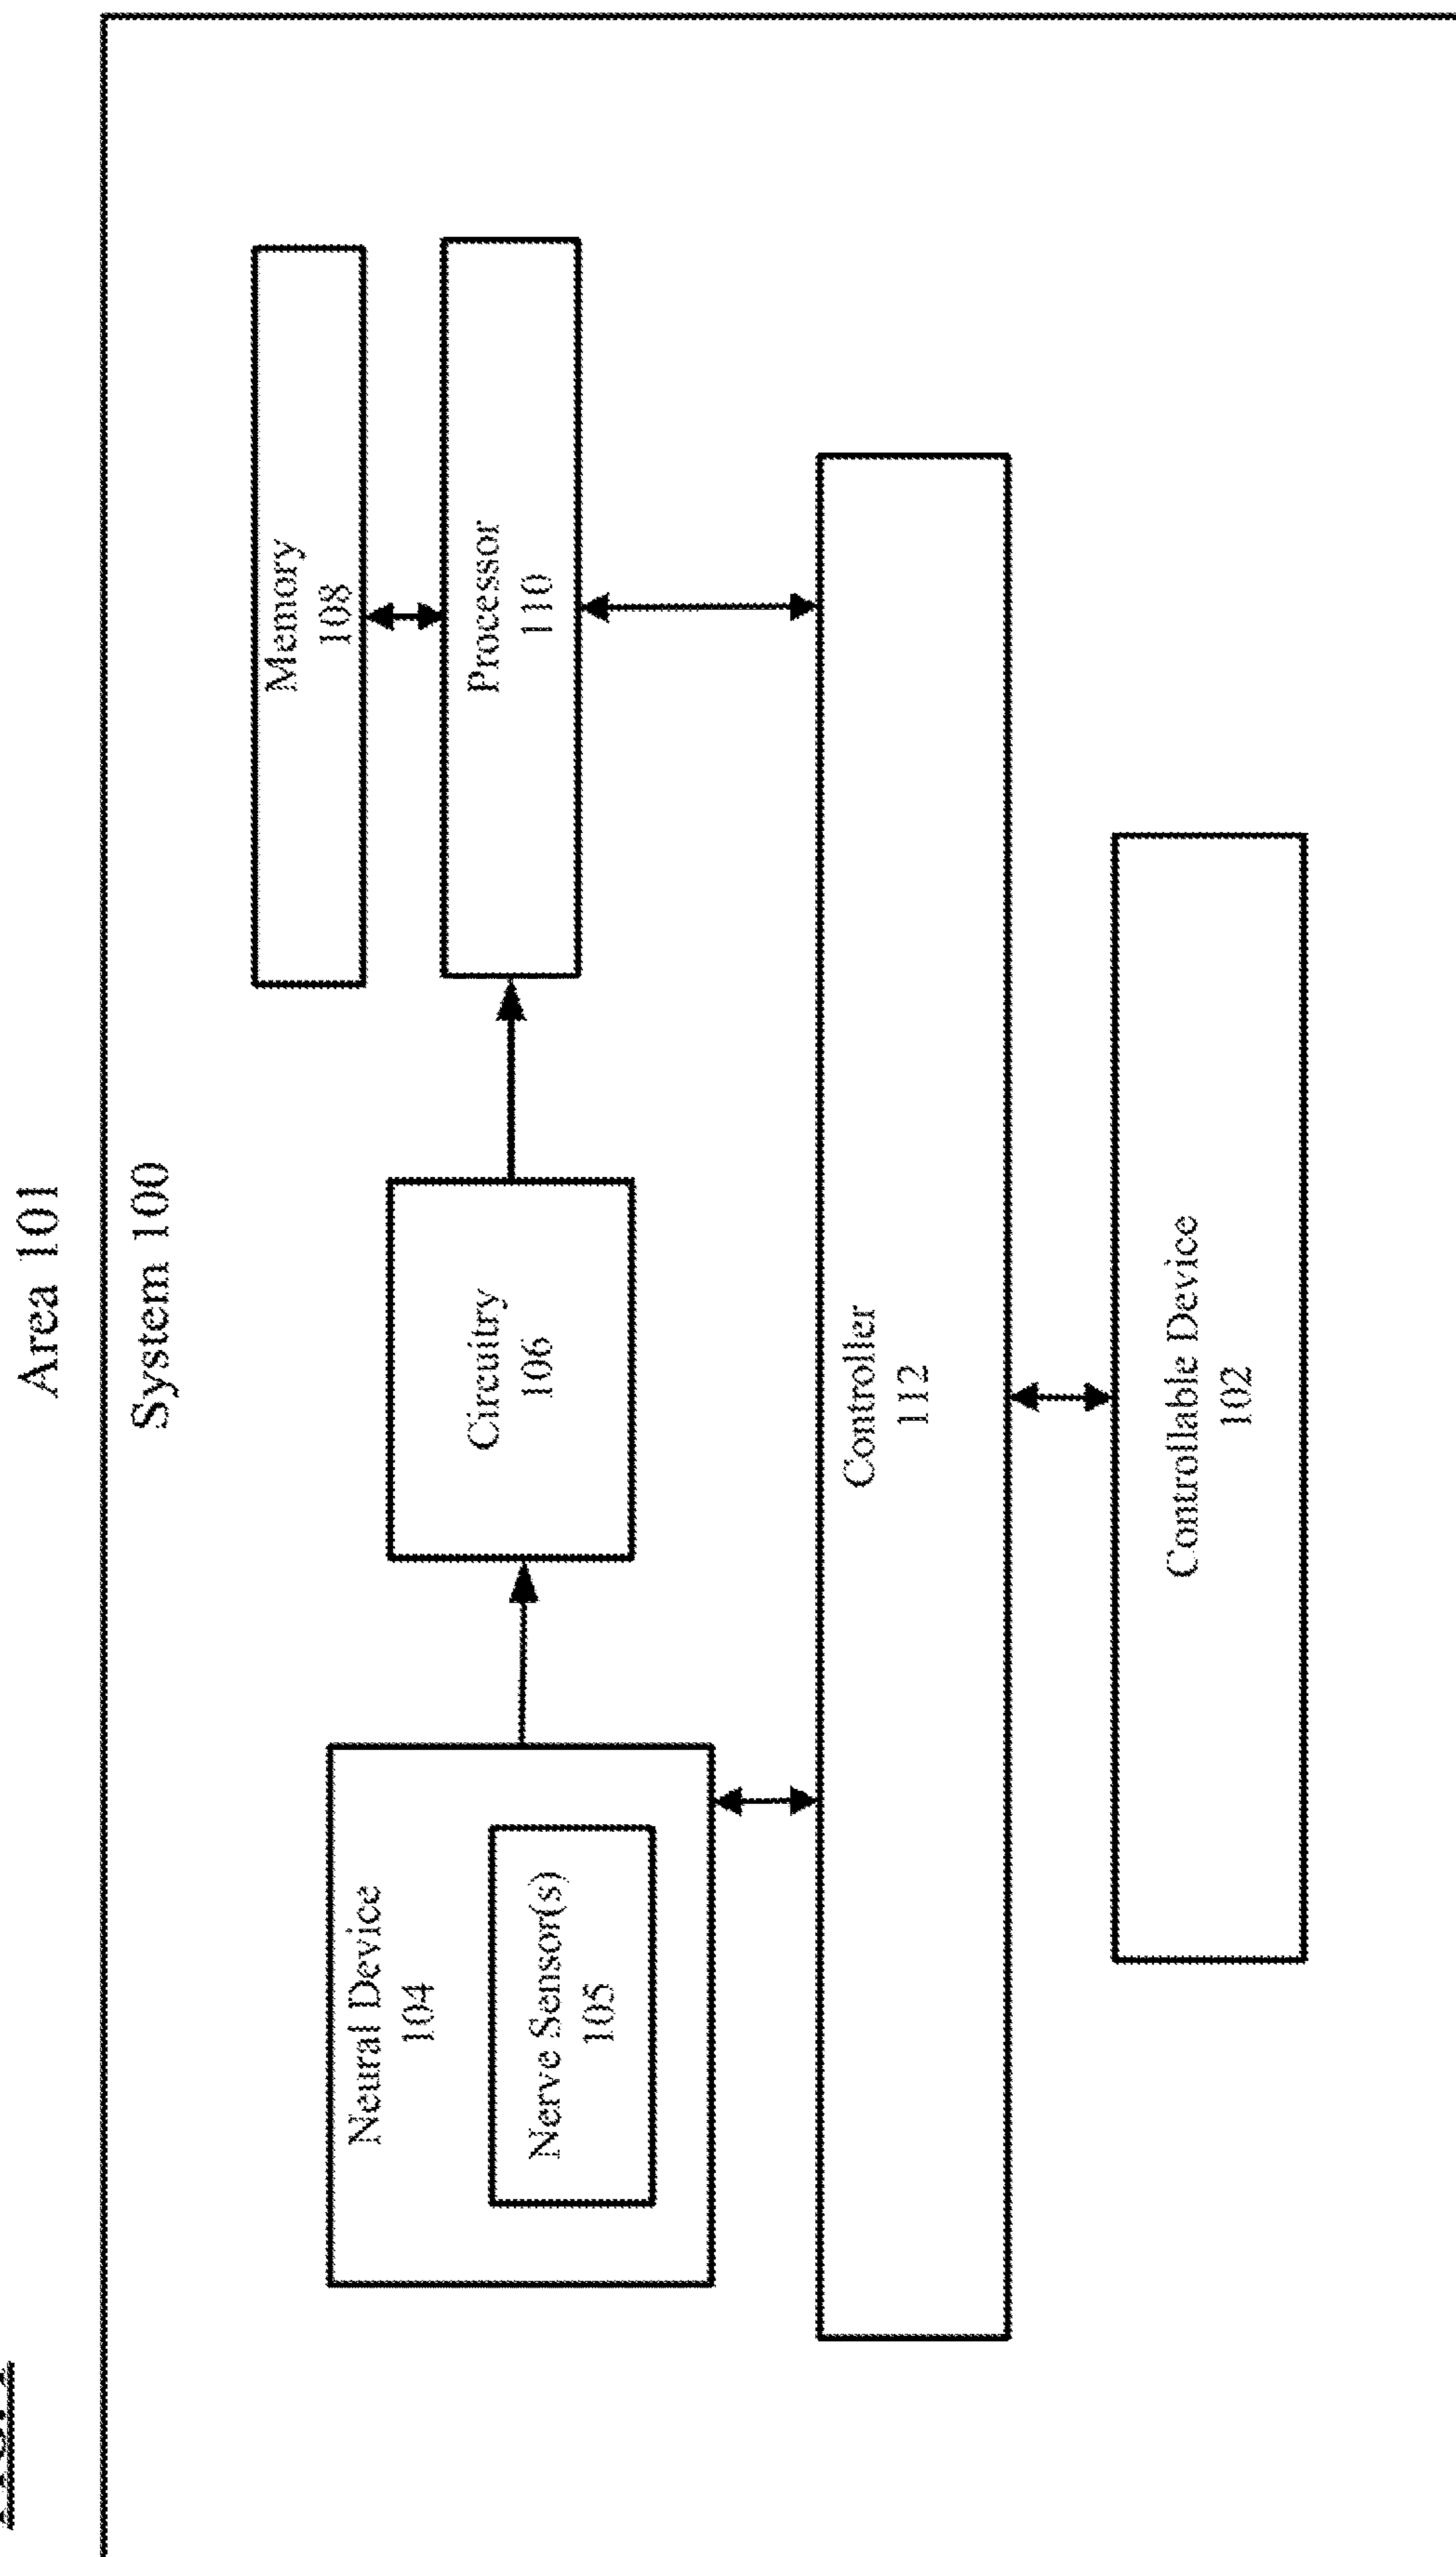 Area 101
System 100
Neural Device
104
Nerve Sensor(s)
105
Circuitry
106
Memory
108
Processor
110
Controller
112
Controllable Device
102